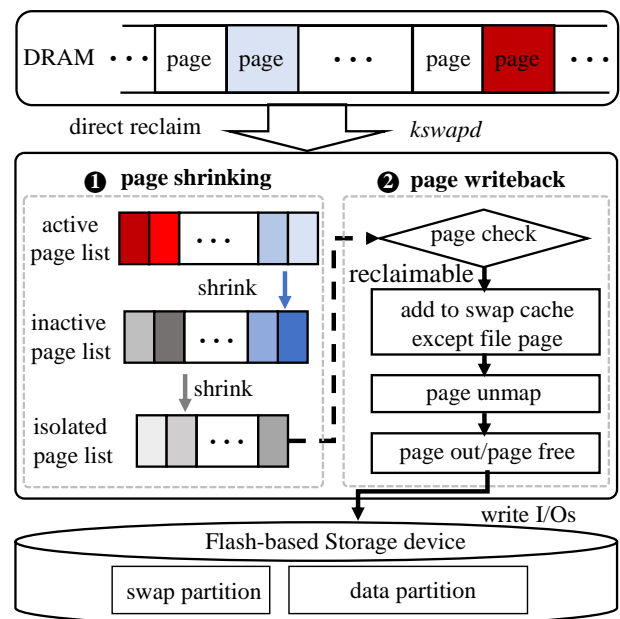 DRAM • • • page page • • • page page • • •
direct reclaim kswapd
❶ page shrinking
active
page list
• • •
shrink
inactive
page list
• • •
shrink
isolated
page list
• • •
❷ page writeback
page check
reclaimable
add to swap cache
except file page
page unmap
page out/page free
write I/Os
Flash-based Storage device
swap partition data partition